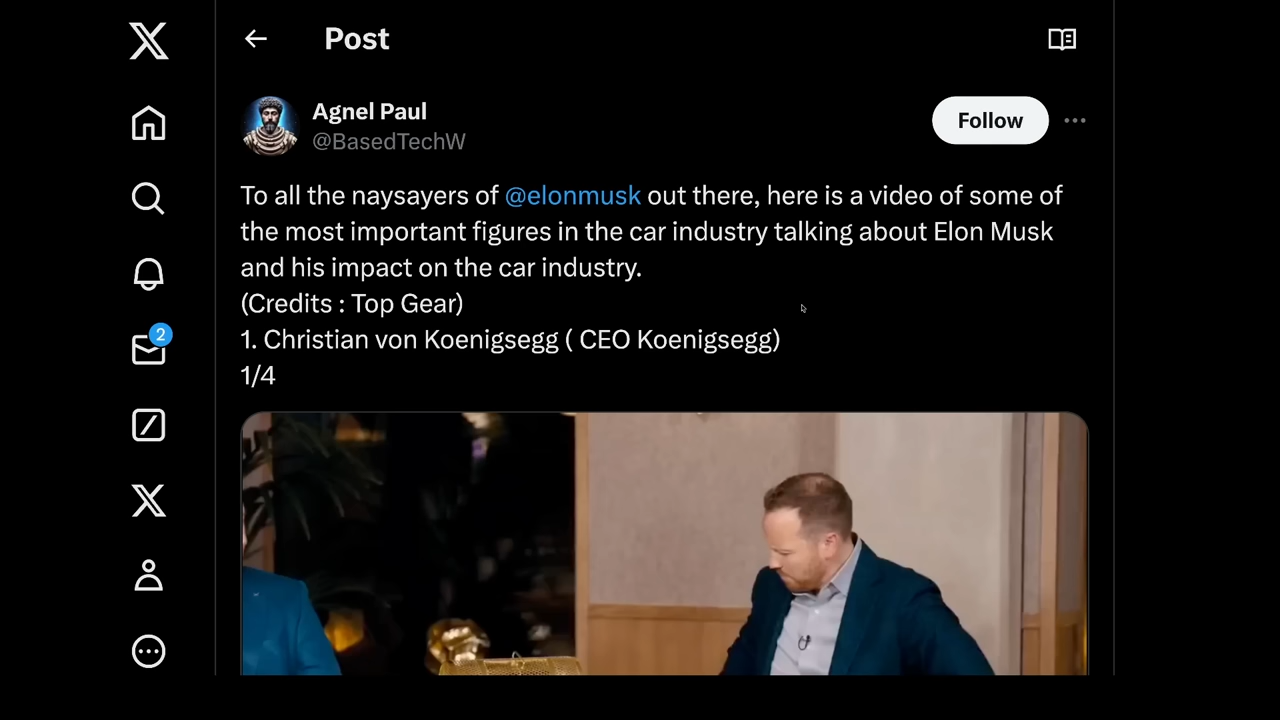 Post
Agnel Paul
@BasedTechW
Follow
To all the naysayers of @elonmusk out there, here is a video of some of
the most important figures in the car industry talking about Elon Musk
and his impact on the car industry.
(Credits : Top Gear)
1. Christian von Koenigsegg ( CEO Koenigsegg)
1/4
2